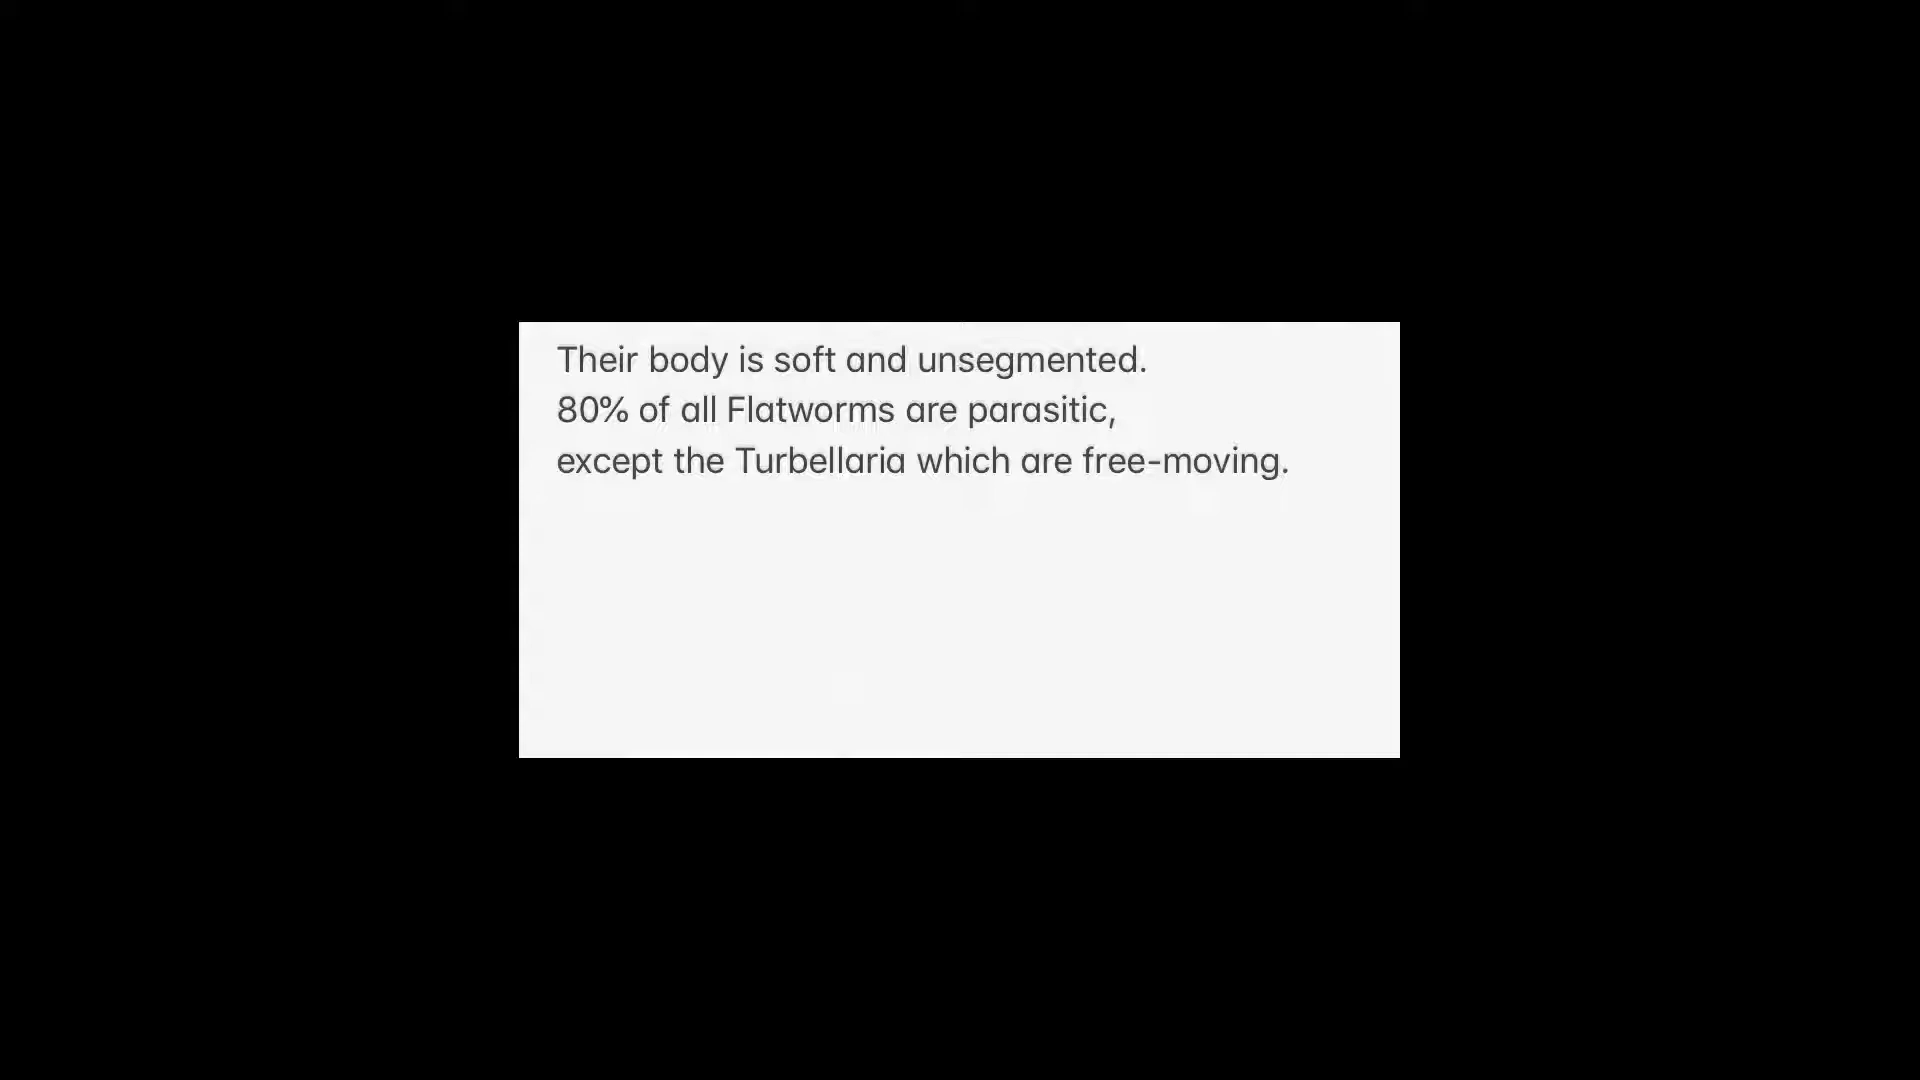 Their body is soft and unsegmented.
80% of all Flatworms are parasitic,
except the Turbellaria which are free-moving.